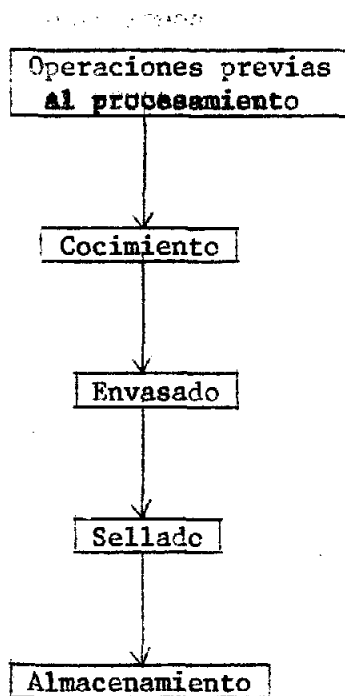 Operaciones previas
al procesamiento
Cocimiento
Envasado
Sellado
Almacenamiento